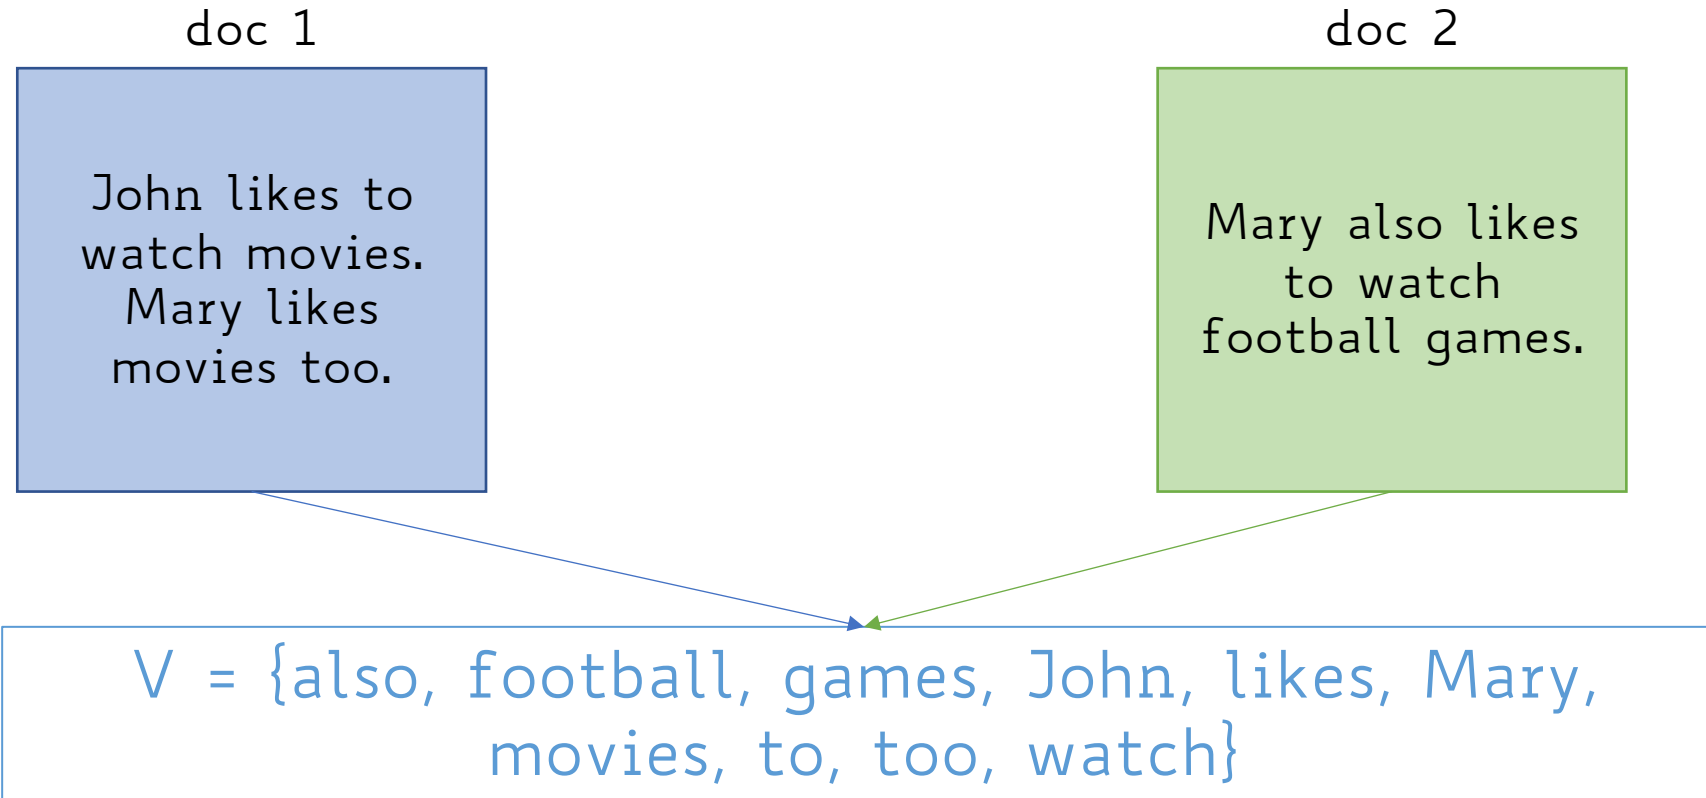 doc 1
John likes to
watch movies.
Mary likes
movies too.
doc 2
Mary also likes
to watch
football games.
V = {also, football, games, John, likes, Mary,
movies, to, too, watch}